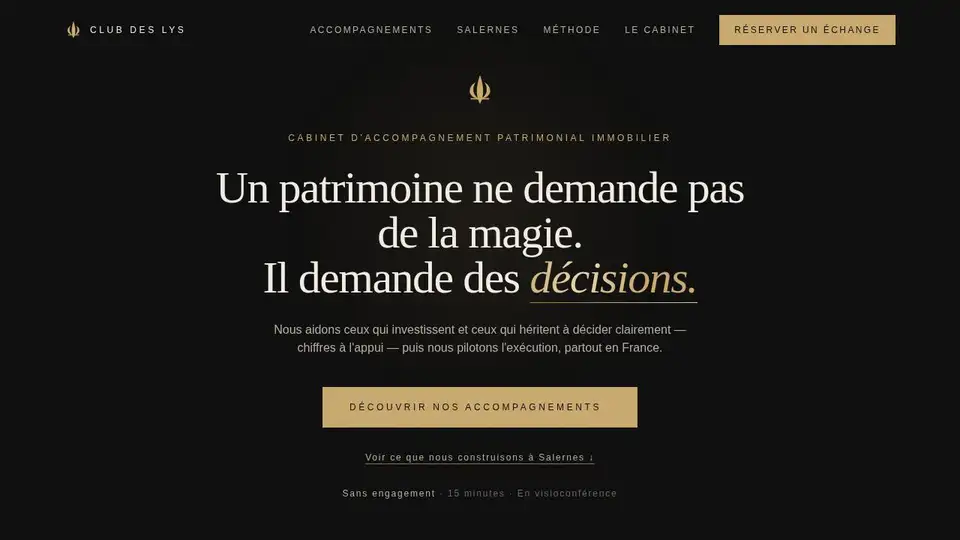 CLUB DES LYS
ACCOMPAGNEMENTS SALERNES MÉTHODE LE CABINET RÉSERVER UN ÉCHANGE
CABINET D'ACCOMPAGNEMENT PATRIMONIAL IMMOBILIER
Un patrimoine ne demande pas
de la magie.
Il demande des décisions.
Nous aidons ceux qui investissent et ceux qui héritent à décider clairement —
chiffres à l'appui — puis nous pilotons l'exécution, partout en France.
DÉCOUVRIR NOS ACCOMPAGNEMENTS
Voir ce que nous construisons à Salernes ↓
Sans engagement · 15 minutes · En visioconférence